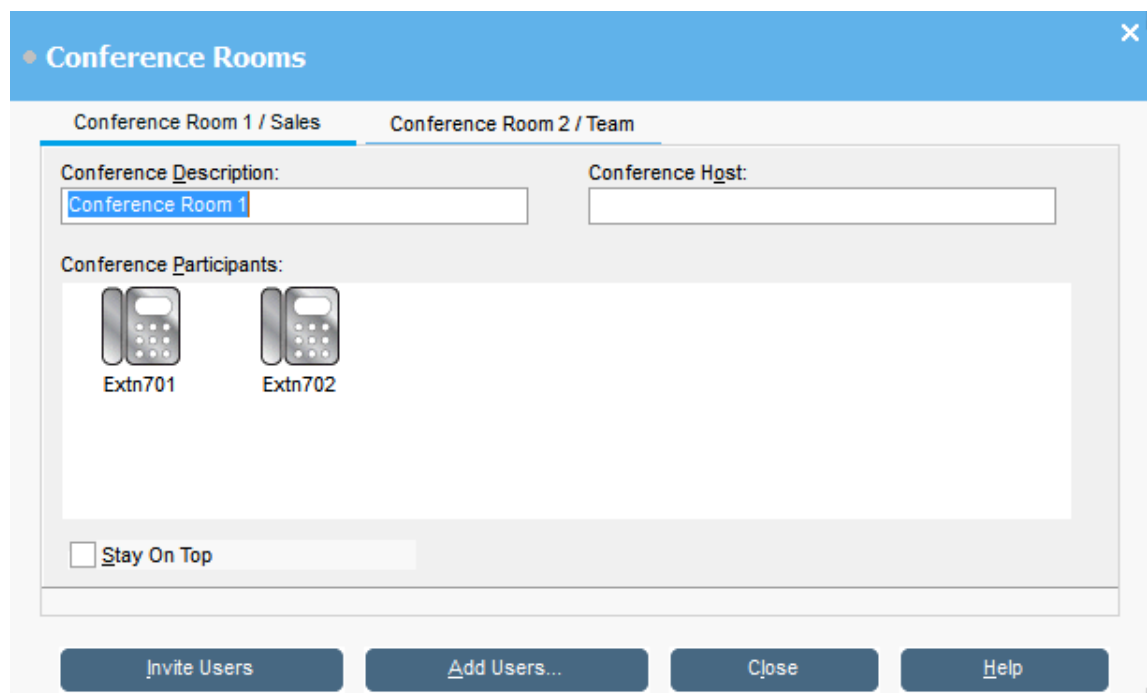 Conference Rooms
Conference Room 1 / Sales Conference Room 2 / Team
Conference Description: Conference Host:
Conference Room 1
Conference Participants:
Extn701 Extn702
Stay On Top
Invite Users Add Users... Close Help